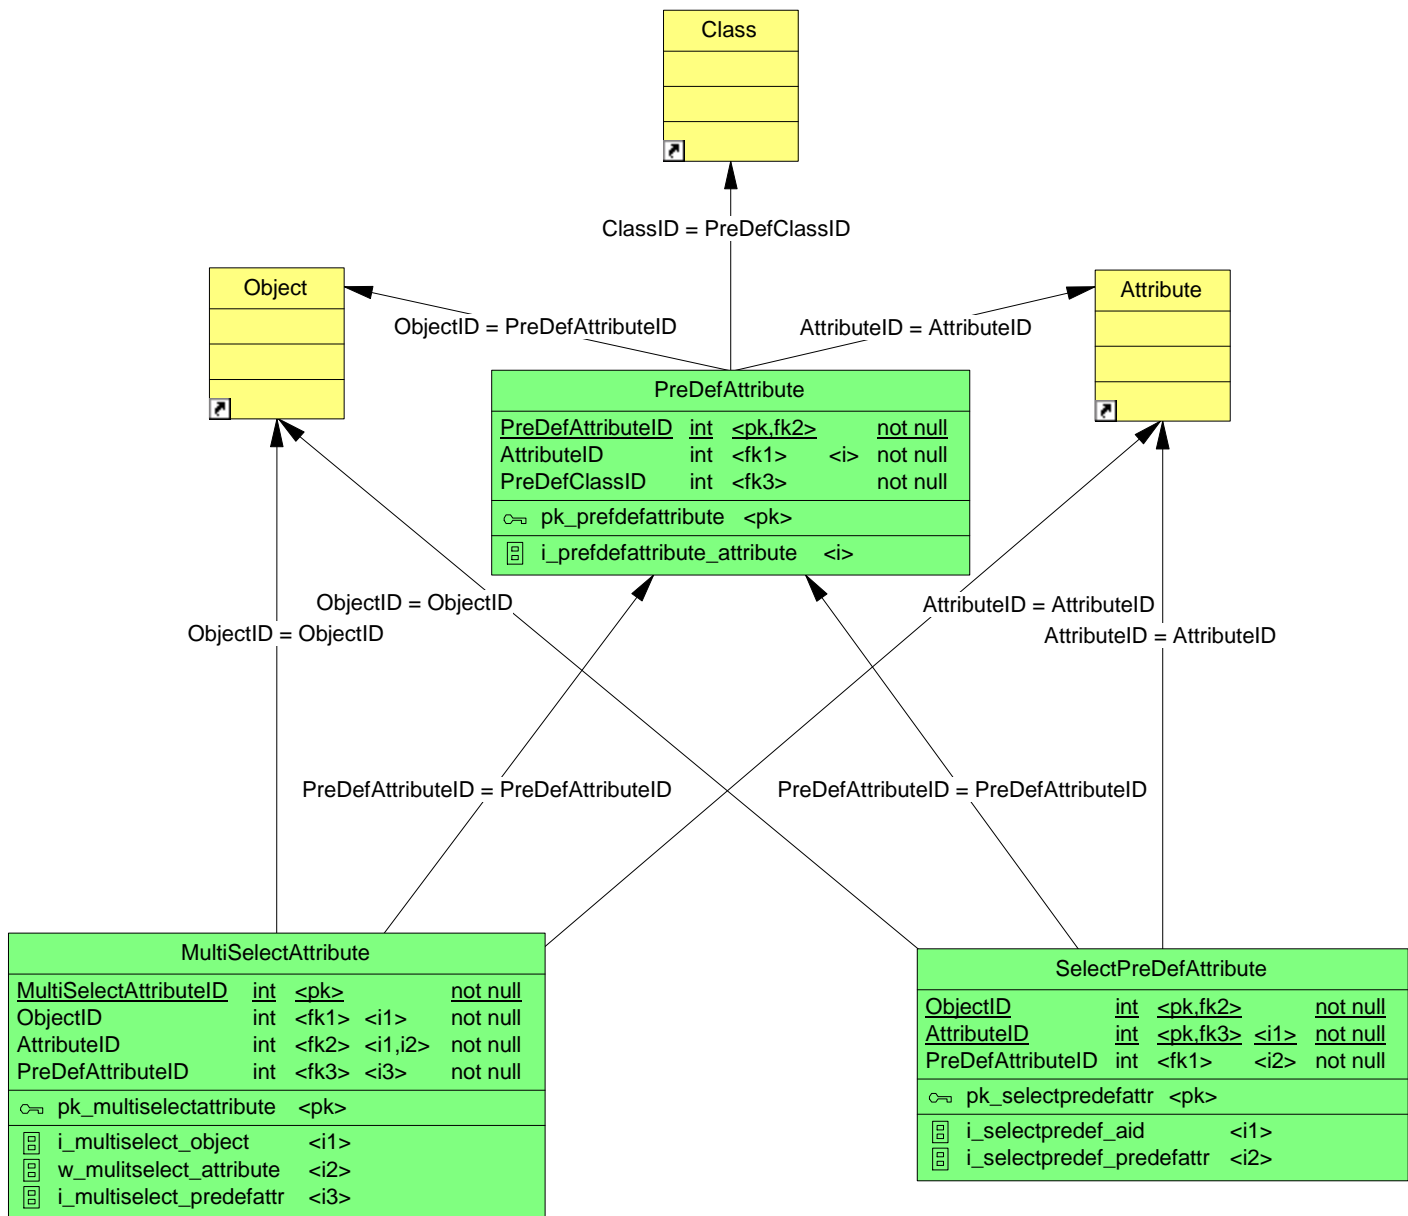 Class
ClassID = PreDefClassID
Object
Attribute
ObjectID = PreDefAttributeID
AttributeID = AttributeID
PreDefAttribute
PreDefAttributeID int <pk,fk2> not null
AttributeID int <fk1> <i> not null
PreDefClassID int <fk3> not null
pk_prefdefattribute <pk>
i_prefdefattribute_attribute <i>
ObjectID = ObjectID
AttributeID = AttributeID
ObjectID = ObjectID
AttributeID = AttributeID
PreDefAttributeID = PreDefAttributeID
PreDefAttributeID = PreDefAttributeID
MultiSelectAttribute
MultiSelectAttributeID int <pk> not null
ObjectID int <fk1> <i1> not null
AttributeID int <fk2> <i1,i2> not null
PreDefAttributeID int <fk3> <i3> not null
pk_multiselectattribute <pk>
i_multiselect_object <i1>
w_mulitselect_attribute <i2>
i_multiselect_predefattr <i3>
SelectPreDefAttribute
ObjectID int <pk,fk2> not null
AttributeID int <pk,fk3> <i1> not null
PreDefAttributeID int <fk1> <i2> not null
pk_selectpredefattr <pk>
i_selectpredef_aid <i1>
i_selectpredef_predefattr <i2>